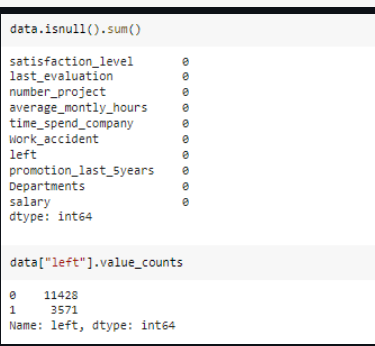 data.isnull().sum()
satisfaction_level 0
last_evaluation 0
number_project 0
average_montly_hours 0
time_spend_company 0
Work_accident 0
left 0
promotion_last_5years 0
Departments 0
salary 0
dtype: int64
data["left"].value_counts
0 11428
1 3571
Name: left, dtype: int64